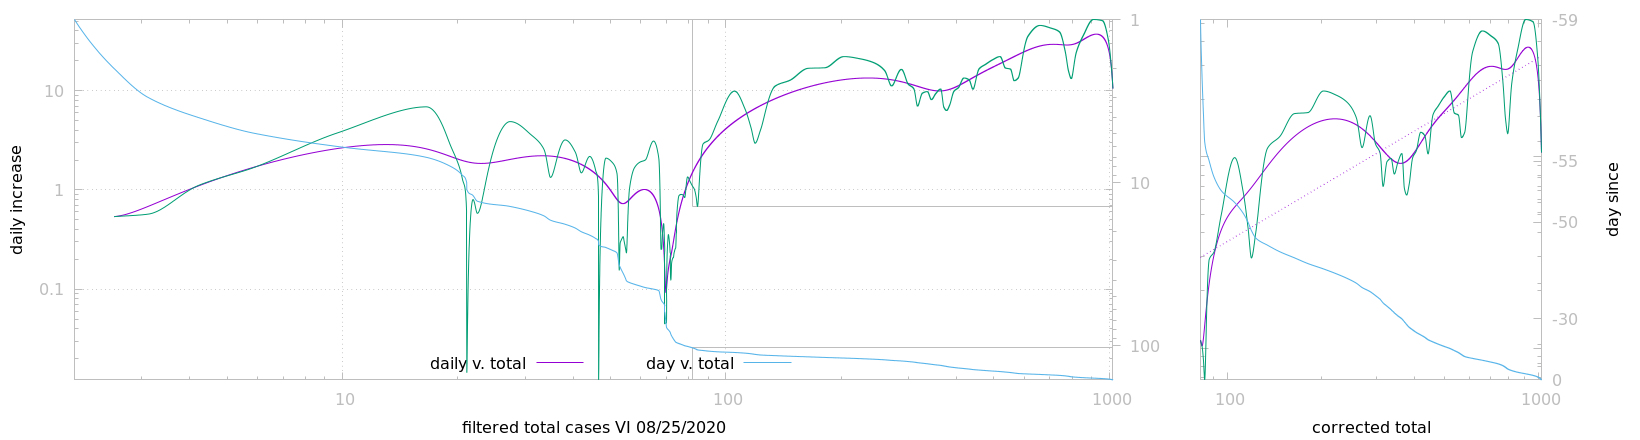 daily increase
10
1
0.1
daily v. total
day v. total
10
100
1000
filtered total cases VI 08/25/2020
1
10
100
100
1000
corrected total
-59
-55
-50
-30
0
day since